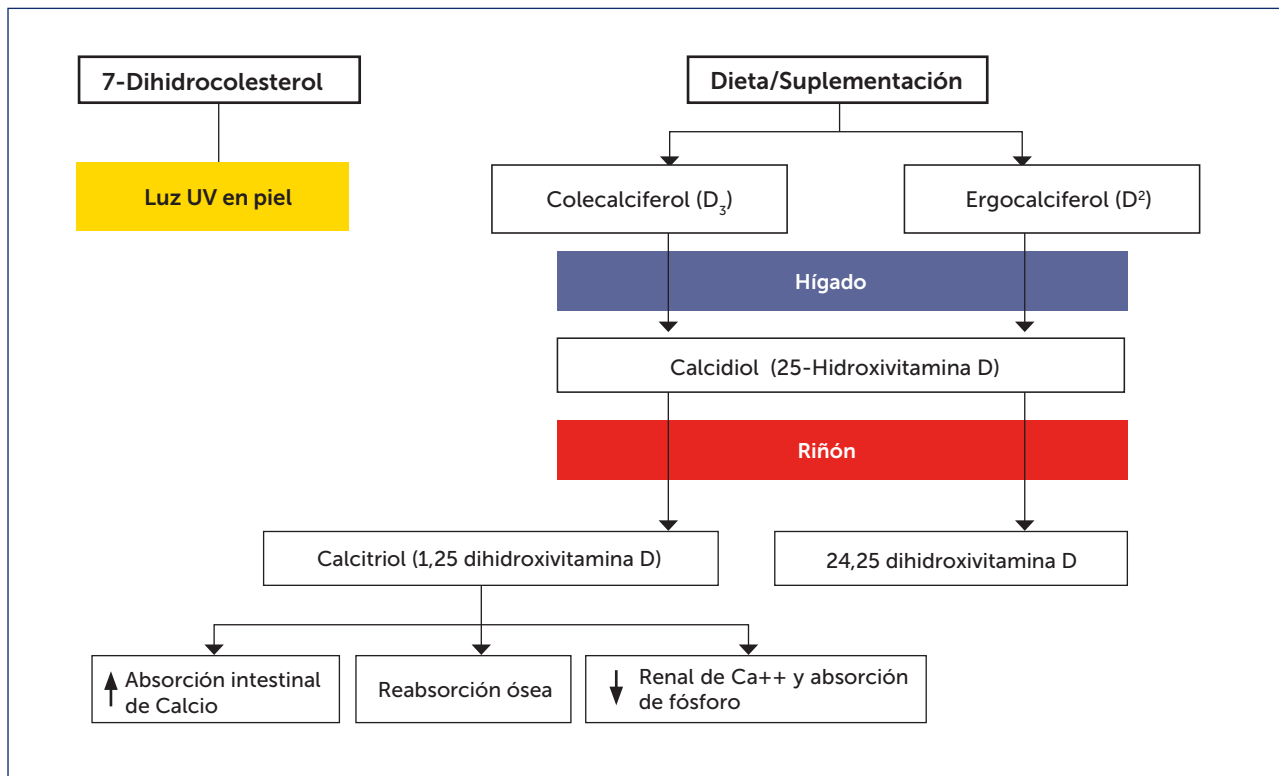 7-Dihidrocolesterol
Dieta/Suplementación
Luz UV en piel
Colecalciferol (D₃)
Ergocalciferol (D²)
Hígado
Calcidiol (25-Hidroxivitamina D)
Riñón
Calcitriol (1,25 dihidroxivitamina D)
24,25 dihidroxivitamina D
Absorción intestinal
de Calcio
Reabsorción ósea
Renal de Ca++ y absorción
de fósforo